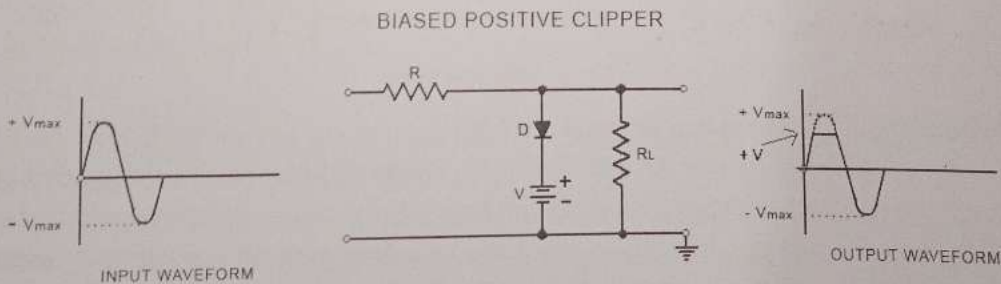 BIASED POSITIVE CLIPPER
+ Vmax
- Vmax
INPUT WAVEFORM
R
D
V
+
-
RL
+ Vmax
+ V
- Vmax
OUTPUT WAVEFORM